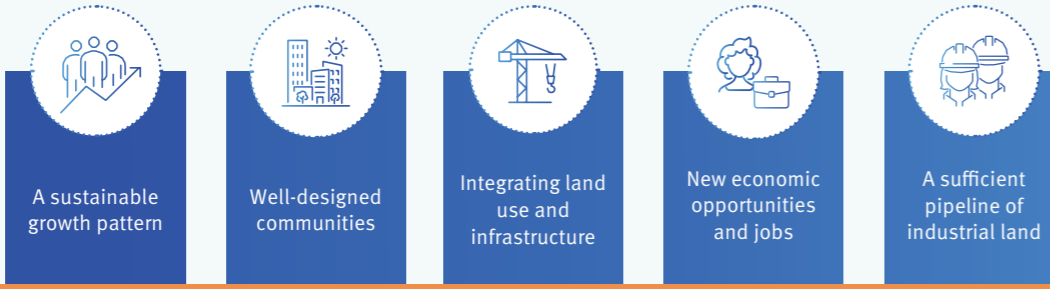 A sustainable
growth pattern
Well-designed
communities
Integrating land
use and
infrastructure
New economic
opportunities
and jobs
A sufficient
pipeline of
industrial land